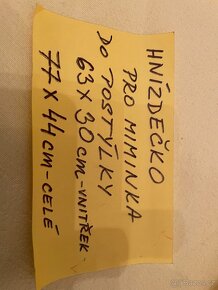 HNÍZDEČKO
PRO MIMINKA
DO POSTÝLKY
63 x 30 cm - VNITŘEK -
77 x 44 cm - CELÉ